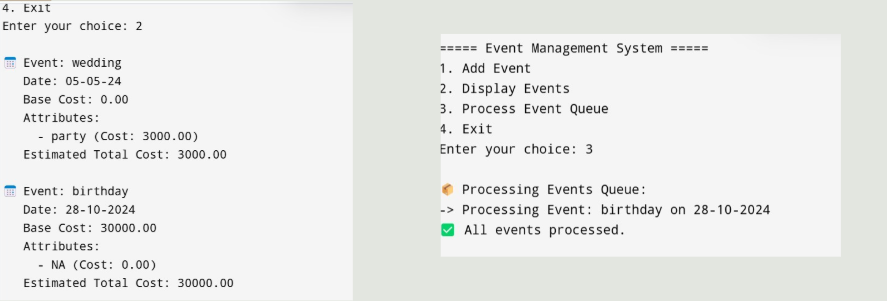 4. Exit
Enter your choice: 2
📅 Event: wedding
Date: 05-05-24
Base Cost: 0.00
Attributes:
- party (Cost: 3000.00)
Estimated Total Cost: 3000.00
📅 Event: birthday
Date: 28-10-2024
Base Cost: 30000.00
Attributes:
- NA (Cost: 0.00)
Estimated Total Cost: 30000.00
===== Event Management System =====
1. Add Event
2. Display Events
3. Process Event Queue
4. Exit
Enter your choice: 3
📦 Processing Events Queue:
-> Processing Event: birthday on 28-10-2024
✅ All events processed.